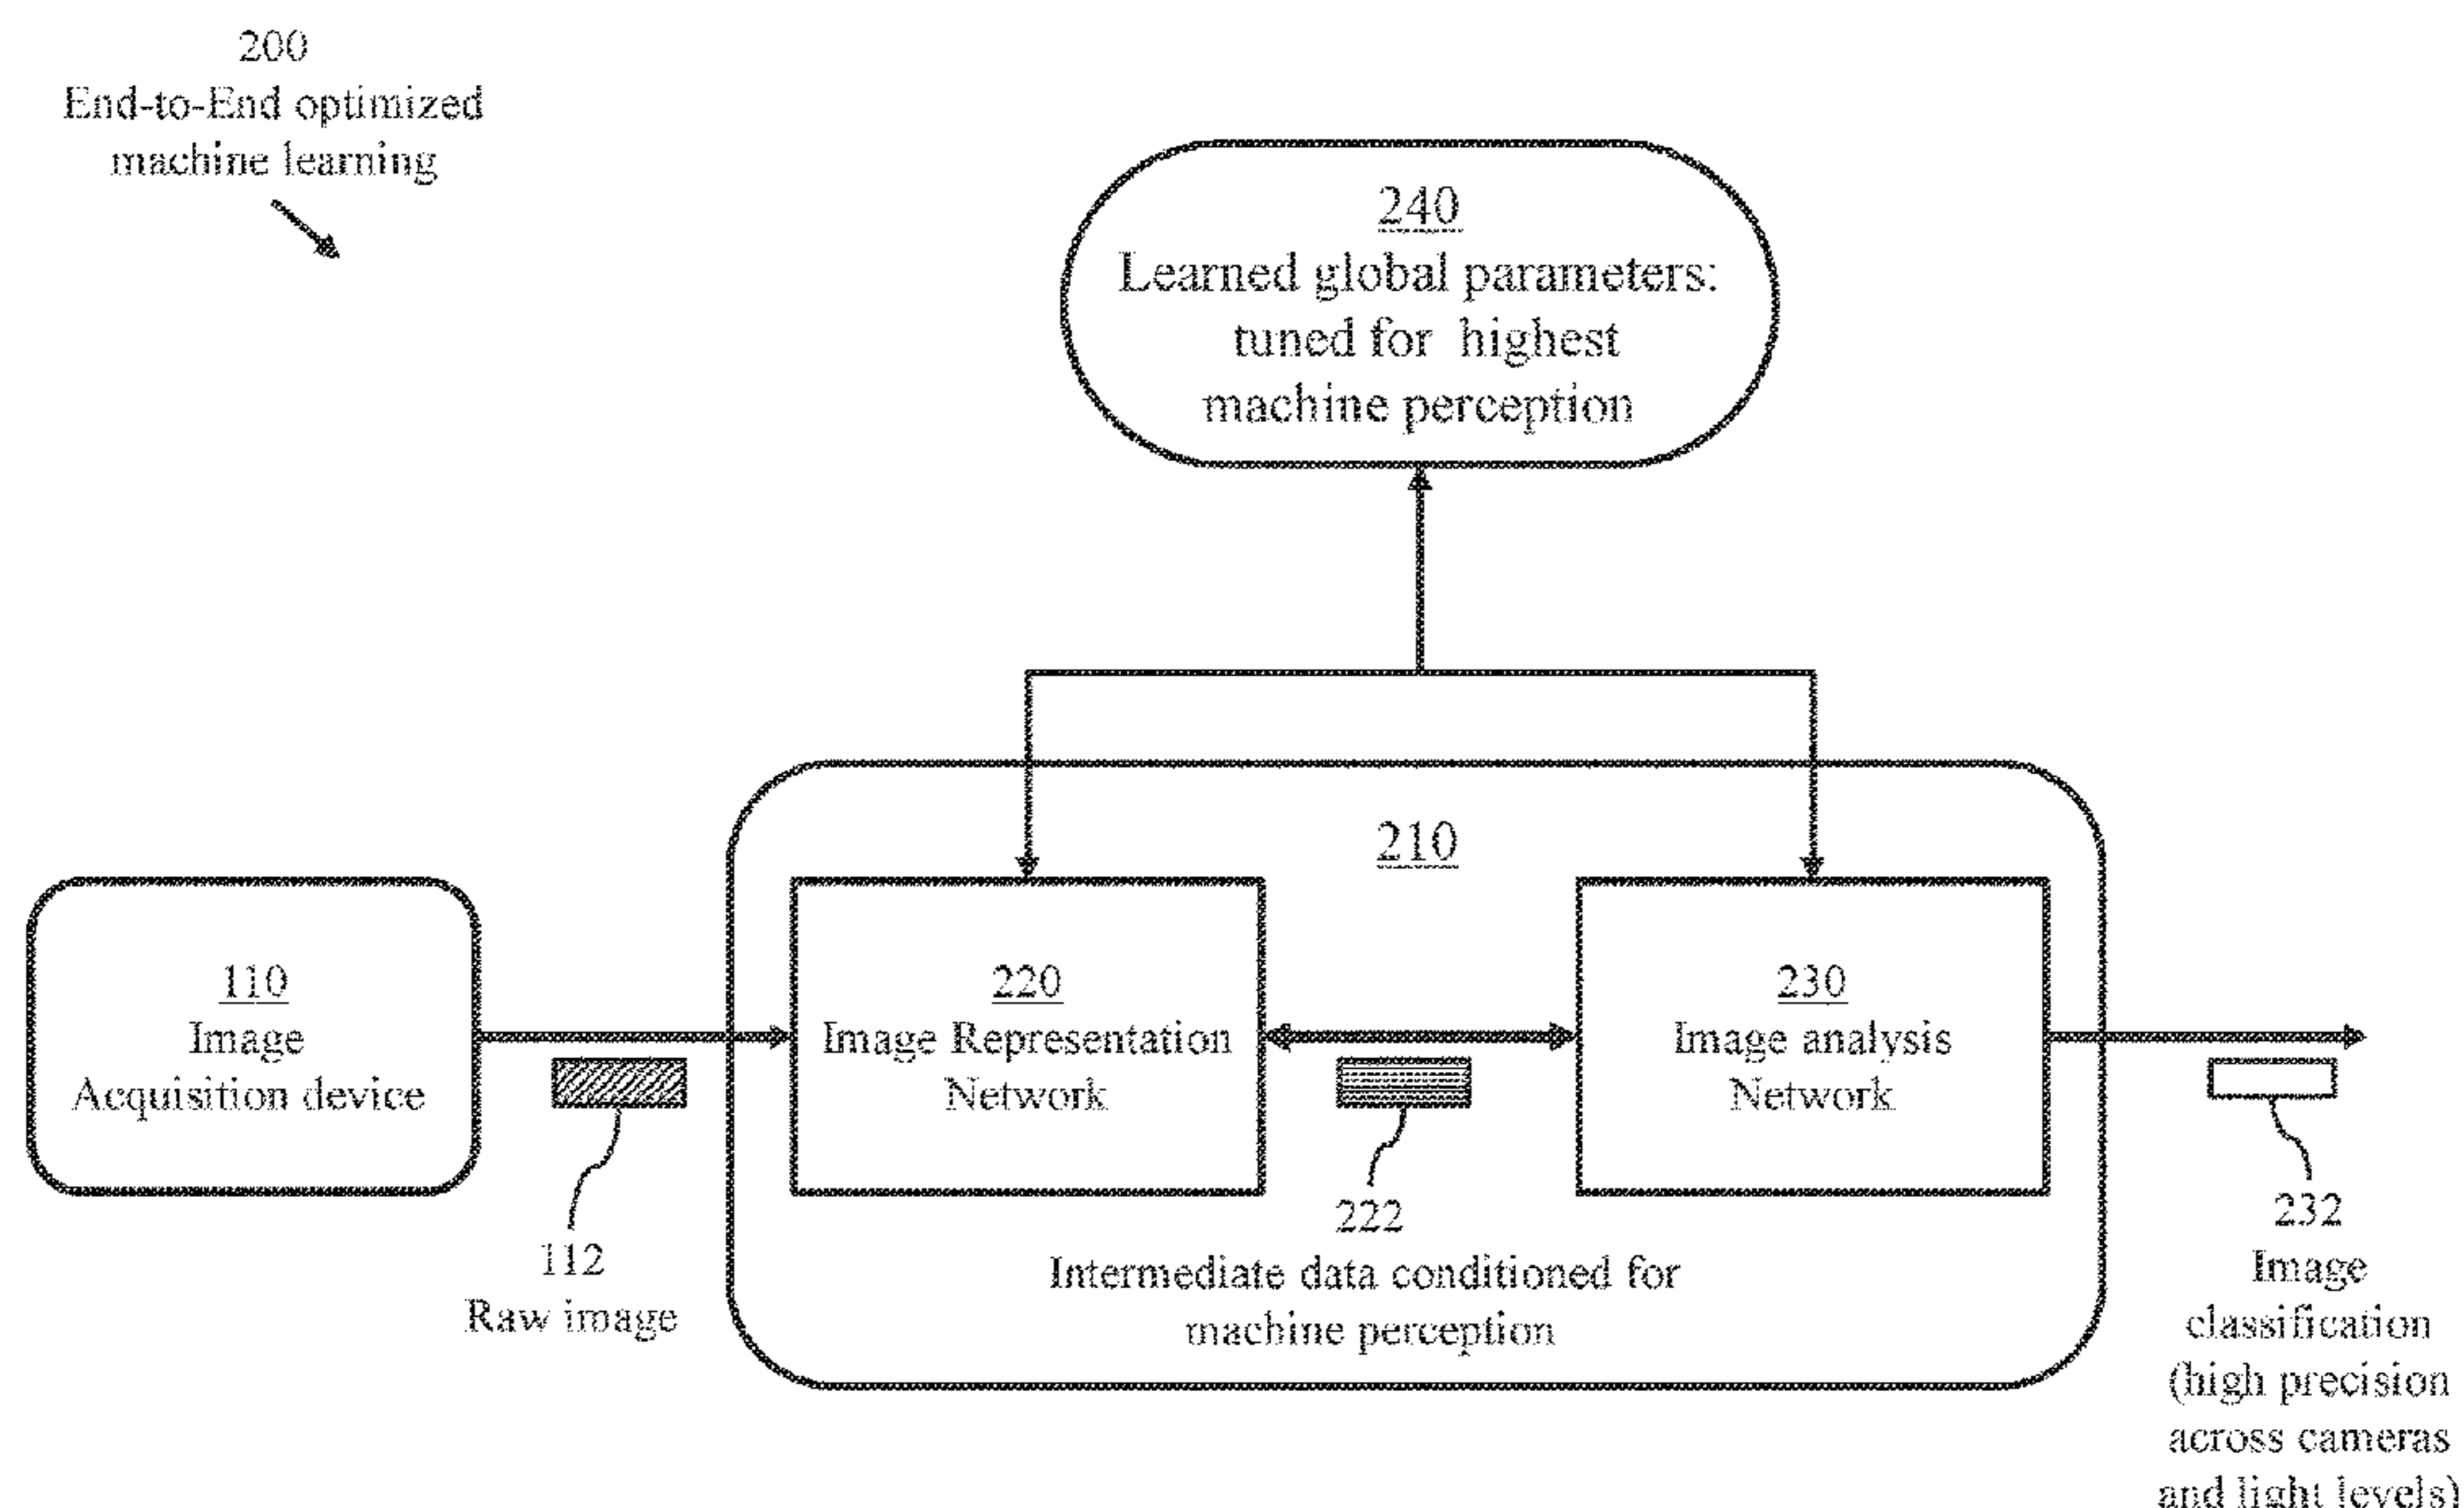 200
End-to-End optimized
machine learning
240
Learned global parameters:
tuned for highest
machine perception
210
110
Image
Acquisition device
220
Image Representation
Network
230
Image analysis
Network
112
Raw image
222
Intermediate data conditioned for
machine perception
232
Image
classification
(high precision
across cameras
and light levels)